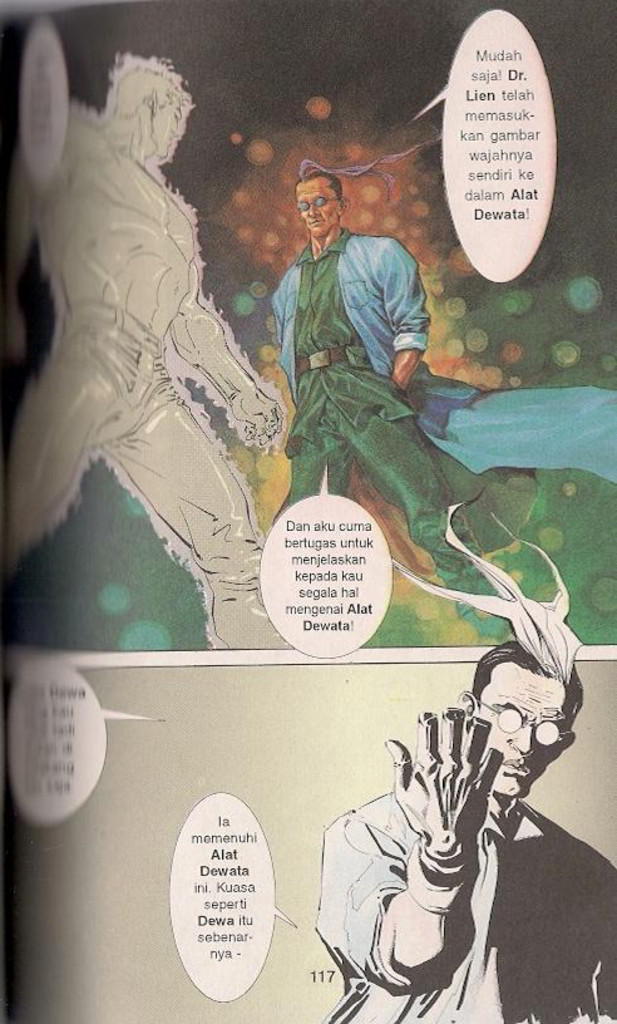 Mudah
saja! Dr.
Lien telah
memasuk-
kan gambar
wajahnya
sendiri ke
dalam Alat
Dewata!
Dan aku cuma
bertugas untuk
menjelaskan
kepada kau
segala hal
mengenai Alat
Dewata!
Dewa
kau
Ia
memenuhi
Alat
Dewata
ini. Kuasa
seperti
Dewa itu
sebenar-
nya -
117